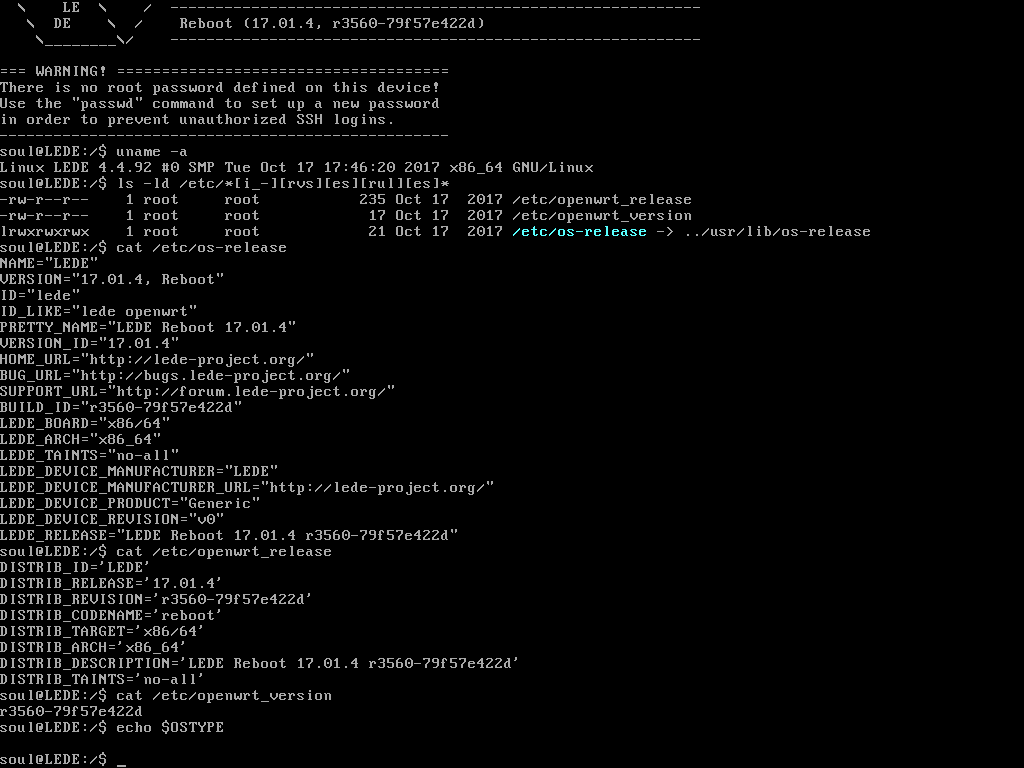 \    LE  \    /  -----------------------------------------------------------
\   DE    \  /    Reboot (17.01.4, r3560-79f57e422d)
\________\/    -----------------------------------------------------------
=== WARNING! =====================================
There is no root password defined on this device!
Use the "passwd" command to set up a new password
in order to prevent unauthorized SSH logins.
--------------------------------------------------
soul@LEDE:/$ uname -a
Linux LEDE 4.4.92 #0 SMP Tue Oct 17 17:46:20 2017 x86_64 GNU/Linux
soul@LEDE:/$ ls -ld /etc/*[i_-][rvs][es][rul][es]*
-rw-r--r--    1 root     root           235 Oct 17  2017 /etc/openwrt_release
-rw-r--r--    1 root     root            17 Oct 17  2017 /etc/openwrt_version
lrwxrwxrwx    1 root     root            21 Oct 17  2017 /etc/os-release -> ../usr/lib/os-release
soul@LEDE:/$ cat /etc/os-release
NAME="LEDE"
VERSION="17.01.4, Reboot"
ID="lede"
ID_LIKE="lede openwrt"
PRETTY_NAME="LEDE Reboot 17.01.4"
VERSION_ID="17.01.4"
HOME_URL="http://lede-project.org/"
BUG_URL="http://bugs.lede-project.org/"
SUPPORT_URL="http://forum.lede-project.org/"
BUILD_ID="r3560-79f57e422d"
LEDE_BOARD="x86/64"
LEDE_ARCH="x86_64"
LEDE_TAINTS="no-all"
LEDE_DEVICE_MANUFACTURER="LEDE"
LEDE_DEVICE_MANUFACTURER_URL="http://lede-project.org/"
LEDE_DEVICE_PRODUCT="Generic"
LEDE_DEVICE_REVISION="v0"
LEDE_RELEASE="LEDE Reboot 17.01.4 r3560-79f57e422d"
soul@LEDE:/$ cat /etc/openwrt_release
DISTRIB_ID='LEDE'
DISTRIB_RELEASE='17.01.4'
DISTRIB_REVISION='r3560-79f57e422d'
DISTRIB_CODENAME='reboot'
DISTRIB_TARGET='x86/64'
DISTRIB_ARCH='x86_64'
DISTRIB_DESCRIPTION='LEDE Reboot 17.01.4 r3560-79f57e422d'
DISTRIB_TAINTS='no-all'
soul@LEDE:/$ cat /etc/openwrt_version
r3560-79f57e422d
soul@LEDE:/$ echo $OSTYPE
soul@LEDE:/$ _